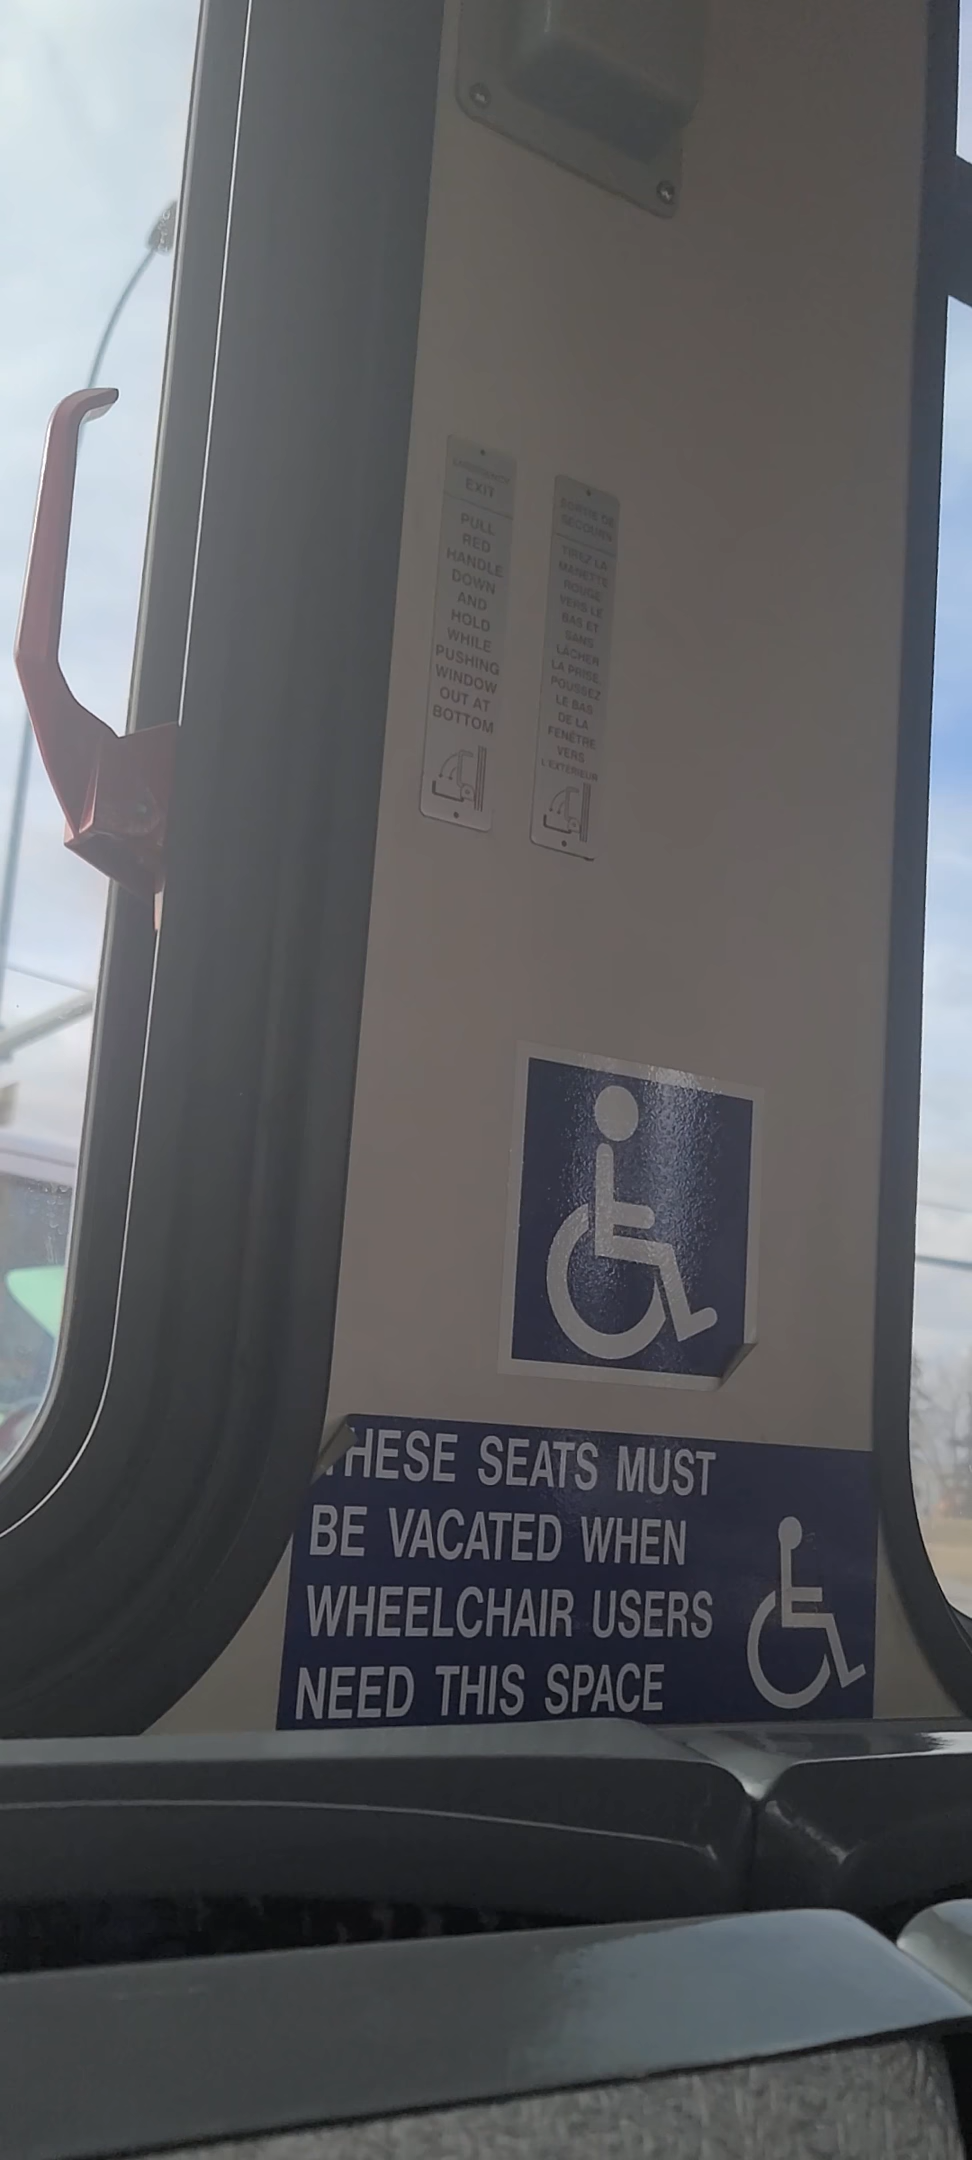 EMERGENCY
EXIT
PULL
RED
HANDLE
DOWN
AND
HOLD
WHILE
PUSHING
WINDOW
OUT AT
BOTTOM
SORTIE DE
SECOURS
TIREZ LA
MANETTE
ROUGE
VERS LE
BAS ET
SANS
LÂCHER
LA PRISE,
POUSSEZ
LE BAS
DE LA
FENÊTRE
VERS
L'EXTÉRIEUR
THESE SEATS MUST
BE VACATED WHEN
WHEELCHAIR USERS
NEED THIS SPACE